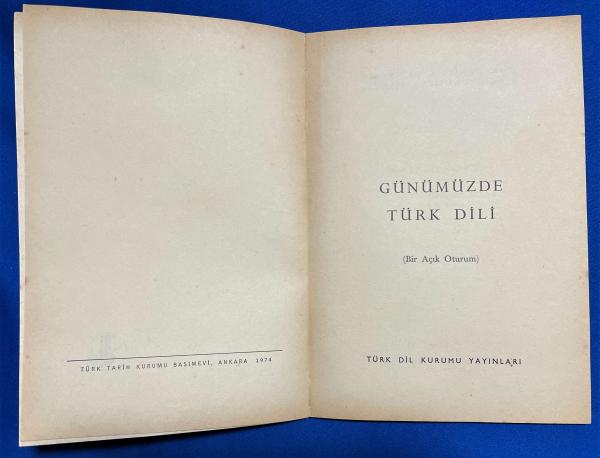 TÜRK TARİH KURUMU BASIMEVİ, ANKARA 1974
GÜNÜMÜZDE
TÜRK DİLİ
(Bir Açık Oturum)
TÜRK DİL KURUMU YAYINLARI